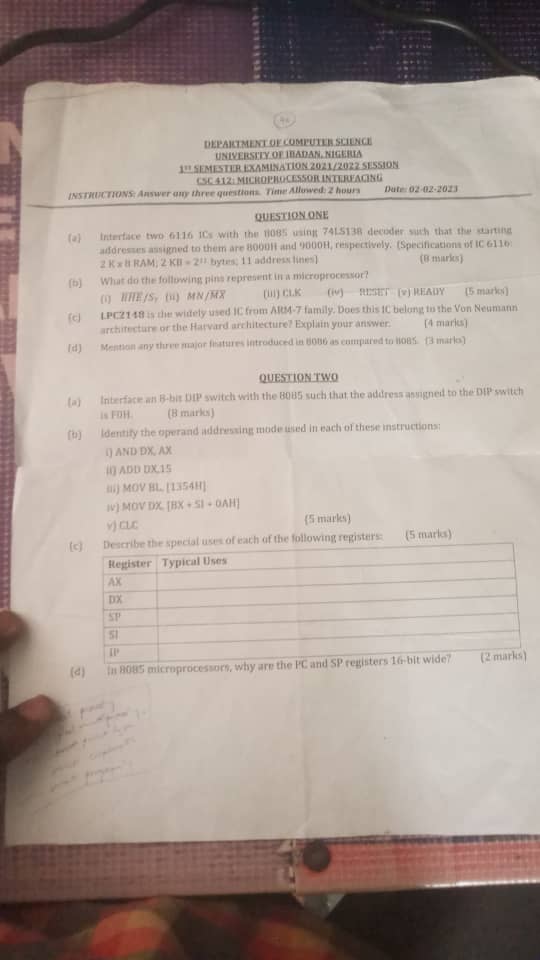 DEPARTMENT OF COMPUTER SCIENCE
UNIVERSITY OF IBADAN, NIGERIA
1ST SEMESTER EXAMINATION 2021/2022 SESSION
CSC 412: MICROPROCESSOR INTERFACING
INSTRUCTIONS: Answer any three questions. Time Allowed: 2 hours Date: 02-02-2023
QUESTION ONE
(a) Interface two 6116 ICs with the 8085 using 74LS138 decoder such that the starting
addresses assigned to them are 8000H and 9000H, respectively. (Specifications of IC 6116:
2 K x 8 RAM; 2 KB = 2¹¹ bytes; 11 address lines) (8 marks)
(b) What do the following pins represent in a microprocessor?
(i) BHE/S₇ (ii) MN/MX (iii) CLK (iv) RESET (v) READY (5 marks)
(c) LPC2148 is the widely used IC from ARM-7 family. Does this IC belong to the Von Neumann
architecture or the Harvard architecture? Explain your answer. (4 marks)
(d) Mention any three major features introduced in 8086 as compared to 8085. (3 marks)
QUESTION TWO
(a) Interface an 8-bit DIP switch with the 8085 such that the address assigned to the DIP switch
is F0H. (8 marks)
(b) Identify the operand addressing mode used in each of these instructions:
i) AND DX, AX
ii) ADD DX,15
iii) MOV BL, [1354H]
iv) MOV DX, [BX + SI + 0AH]
v) CLC (5 marks)
(c) Describe the special uses of each of the following registers: (5 marks)
Register Typical Uses
AX
DX
SP
SI
IP
(d) In 8085 microprocessors, why are the PC and SP registers 16-bit wide? (2 marks)